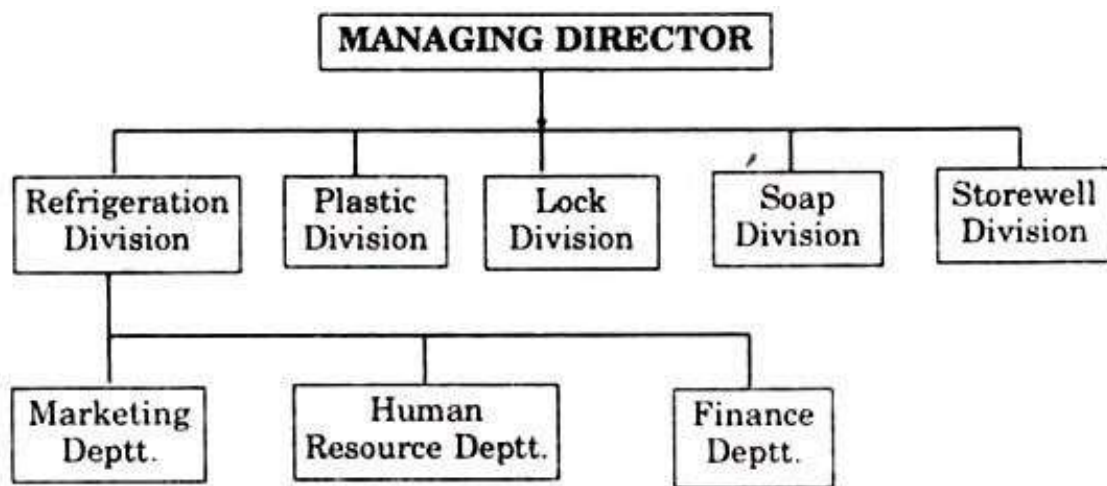 MANAGING DIRECTOR
Refrigeration
Division
Plastic
Division
Lock
Division
Soap
Division
Storewell
Division
Marketing
Deptt.
Human
Resource Deptt.
Finance
Deptt.